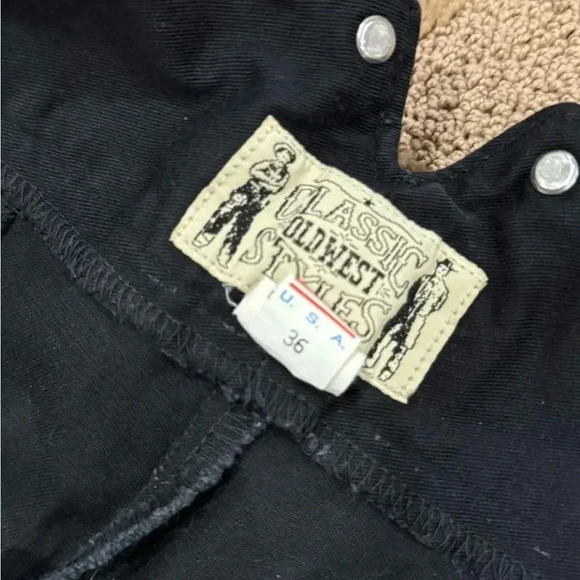 CLASSIC
OLD WEST
STYLES
U. S. A.
36